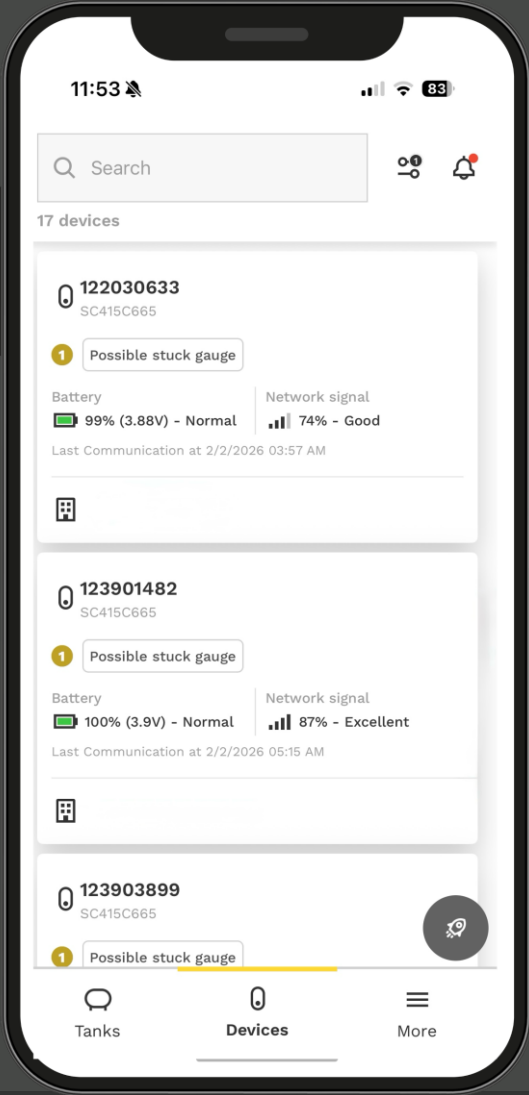 11:53
83
Search
1
17 devices
122030633
SC415C665
1 Possible stuck gauge
Battery
Network signal
99% (3.88V) - Normal
74% - Good
Last Communication at 2/2/2026 03:57 AM
123901482
SC415C665
1 Possible stuck gauge
Battery
Network signal
100% (3.9V) - Normal
87% - Excellent
Last Communication at 2/2/2026 05:15 AM
123903899
SC415C665
1 Possible stuck gauge
Tanks
Devices
More